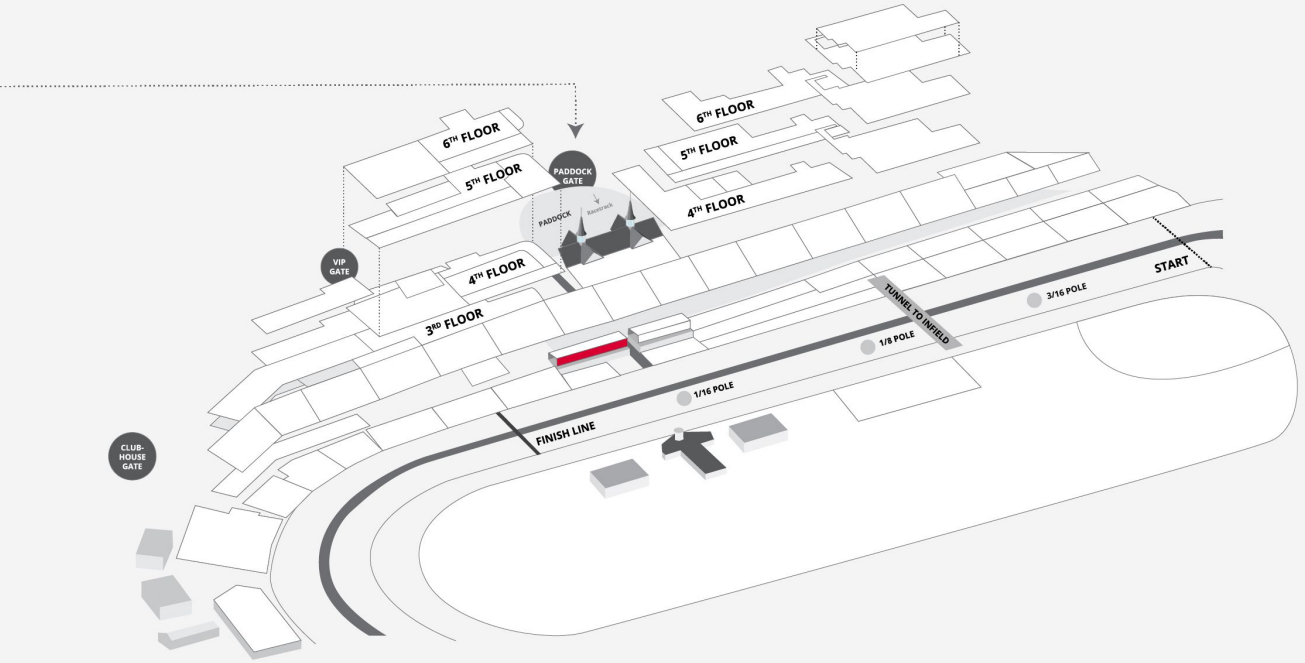 6TH FLOOR
6TH FLOOR
5TH FLOOR
5TH FLOOR
PADDOCK
GATE
PADDOCK
Racetrack
4TH FLOOR
VIP
GATE
4TH FLOOR
3RD FLOOR
START
TUNNEL TO INFIELD
3/16 POLE
1/8 POLE
1/16 POLE
FINISH LINE
CLUB-
HOUSE
GATE